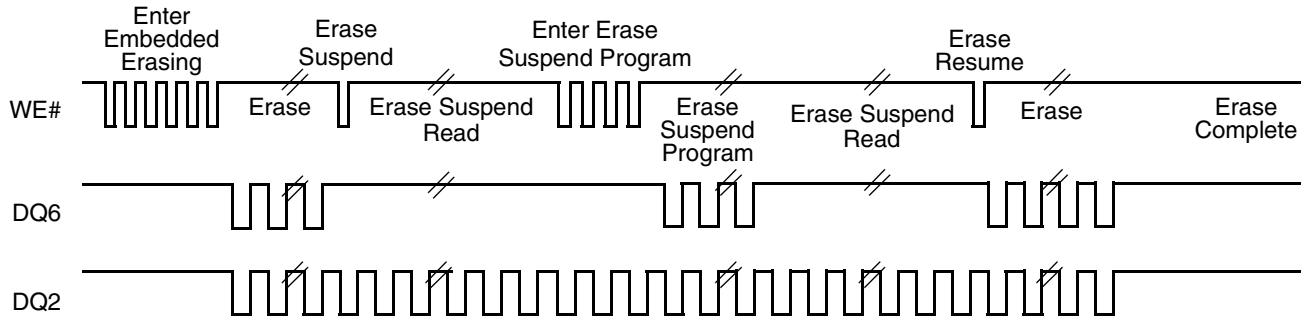 Enter
Embedded
Erasing
Erase
Suspend
Enter Erase
Suspend Program
Erase
Resume
WE#
Erase
Erase Suspend
Read
Erase
Suspend
Program
Erase Suspend
Read
Erase
Erase
Complete
DQ6
DQ2